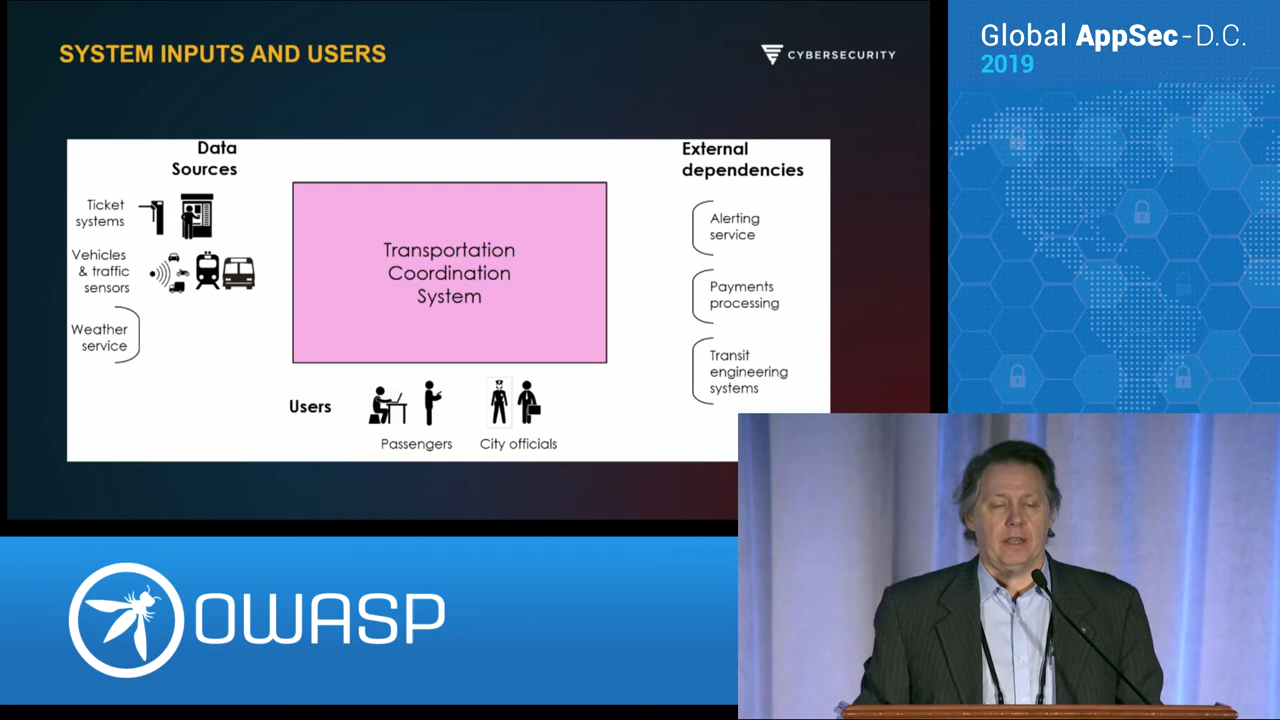 SYSTEM INPUTS AND USERS
CYBERSECURITY
Global AppSec - D.C.
2019
Data
Sources
External
dependencies
Ticket
systems
Vehicles
& traffic
sensors
Weather
service
Transportation
Coordination
System
Alerting
service
Payments
processing
Transit
engineering
systems
Users
Passengers
City officials
OWASP